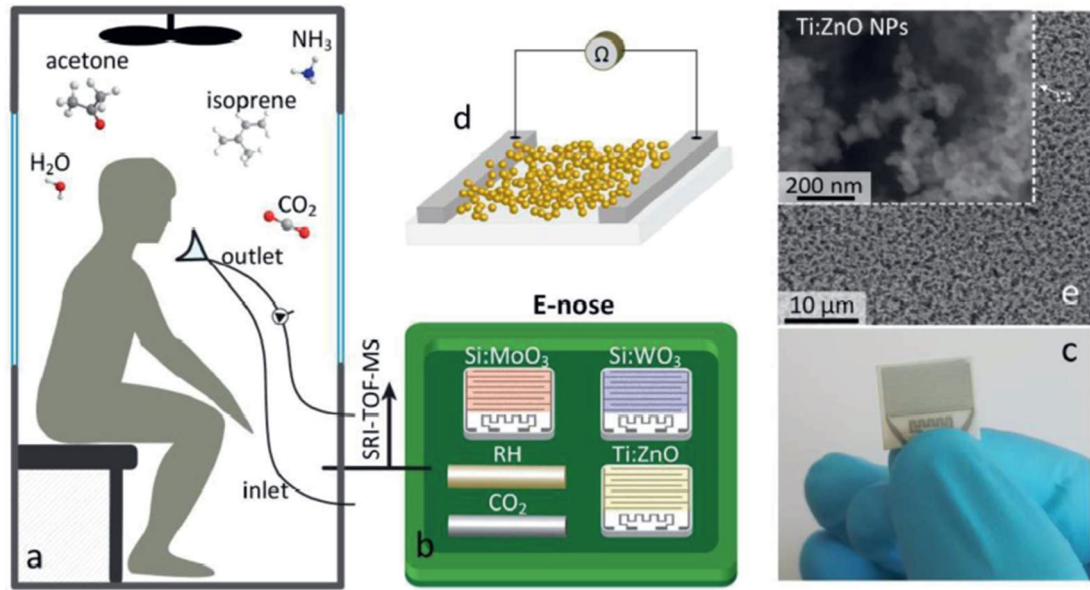 acetone
NH₃
isoprene
H₂O
CO₂
outlet
inlet
a
SRI-TOF-MS
d
Ω
E-nose
Si:MoO₃
Si:WO₃
RH
Ti:ZnO
CO₂
b
Ti:ZnO NPs
200 nm
10 µm
e
c